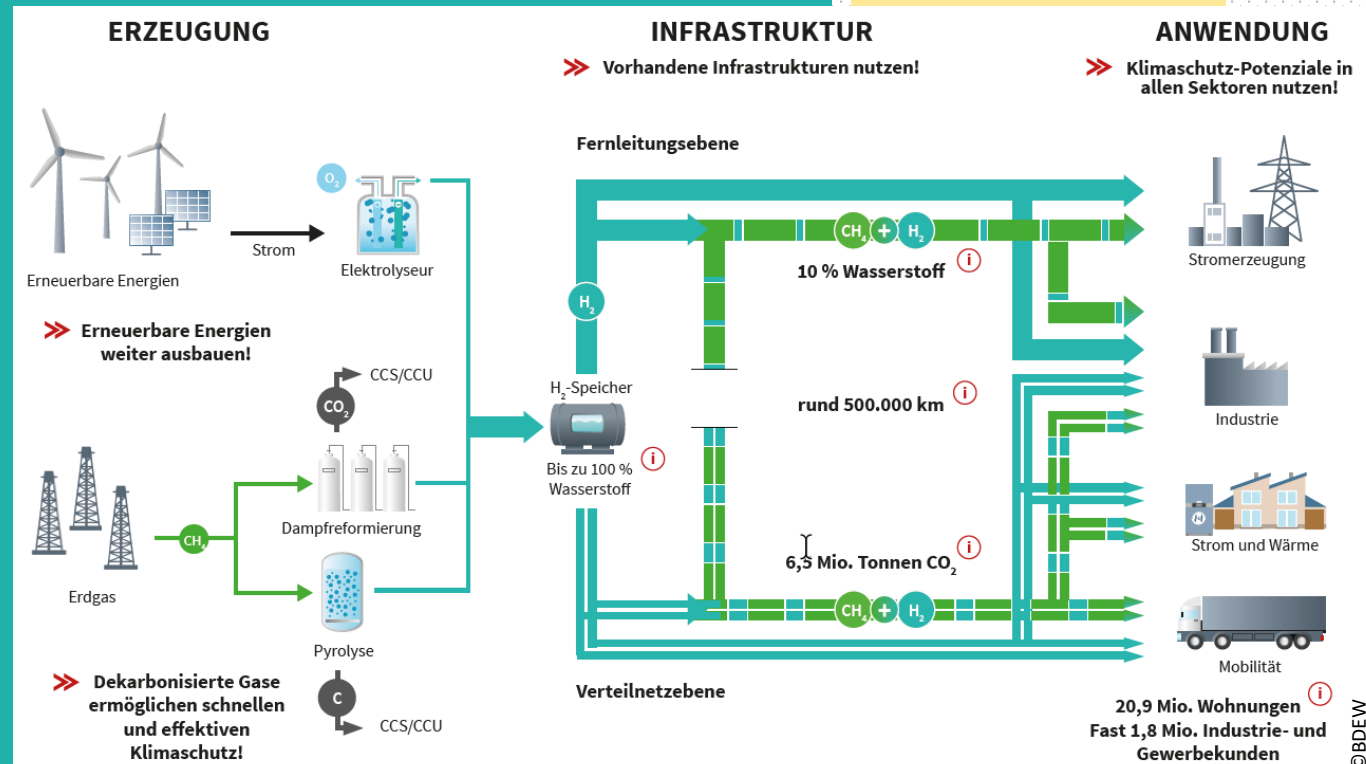 ERZEUGUNG
O₂
Strom
Elektrolyseur
Erneuerbare Energien
Erneuerbare Energien
weiter ausbauen!
CCS/CCU
CO₂
CH₄
Dampfreformierung
Erdgas
Pyrolyse
C
CCS/CCU
Dekarbonisierte Gase
ermöglichen schnellen
und effektiven
Klimaschutz!
INFRASTRUKTUR
Vorhandene Infrastrukturen nutzen!
Fernleitungsebene
CH₄ + H₂
10 % Wasserstoff i
H₂
H₂-Speicher
Bis zu 100 % i
Wasserstoff
rund 500.000 km i
6,5 Mio. Tonnen CO₂ i
CH₄ + H₂
Verteilnetzebene
ANWENDUNG
Klimaschutz-Potenziale in
allen Sektoren nutzen!
Stromerzeugung
Industrie
Strom und Wärme
Mobilität
20,9 Mio. Wohnungen i
Fast 1,8 Mio. Industrie- und
Gewerbekunden
©BDEW